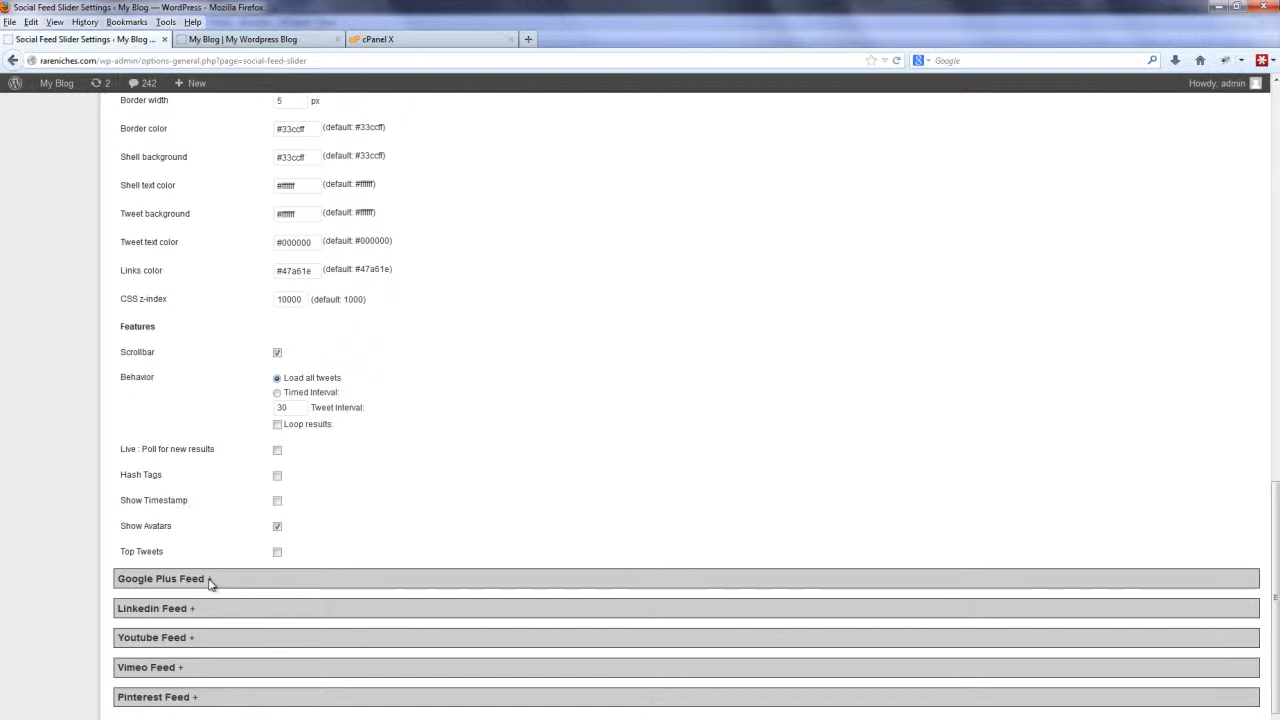 Social Feed Slider Settings ‹ My Blog — WordPress - Mozilla Firefox
File Edit View History Bookmarks Tools Help
Social Feed Slider Settings ‹ My Blog ... × My Blog | My Wordpress Blog × cPanel X × +
rareniches.com/wp-admin/options-general.php?page=social-feed-slider Google
My Blog 2 242 + New Howdy, admin
Border width 5 px
Border color #33ccff (default: #33ccff)
Shell background #33ccff (default: #33ccff)
Shell text color #ffffff (default: #ffffff)
Tweet background #ffffff (default: #ffffff)
Tweet text color #000000 (default: #000000)
Links color #47a61e (default: #47a61e)
CSS z-index 10000 (default: 1000)
Features
Scrollbar
Behavior Load all tweets
Timed Interval:
30 Tweet Interval:
Loop results:
Live : Poll for new results
Hash Tags
Show Timestamp
Show Avatars
Top Tweets
Google Plus Feed +
Linkedin Feed +
Youtube Feed +
Vimeo Feed +
Pinterest Feed +